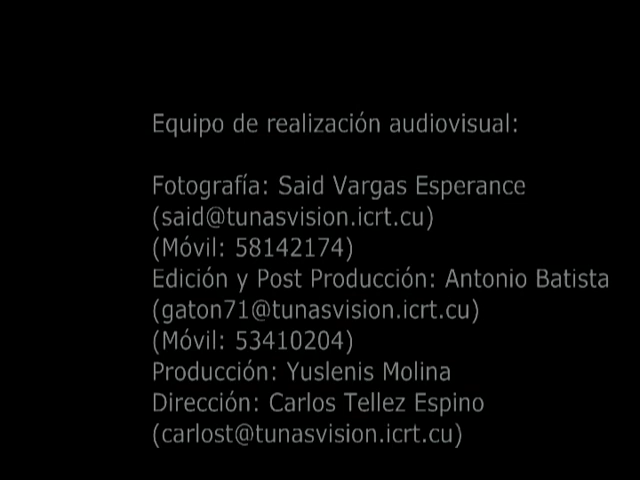 Equipo de realización audiovisual:
Fotografía: Said Vargas Esperance
(said@tunasvision.icrt.cu)
(Móvil: 58142174)
Edición y Post Producción: Antonio Batista
(gaton71@tunasvision.icrt.cu)
(Móvil: 53410204)
Producción: Yuslenis Molina
Dirección: Carlos Tellez Espino
(carlost@tunasvision.icrt.cu)